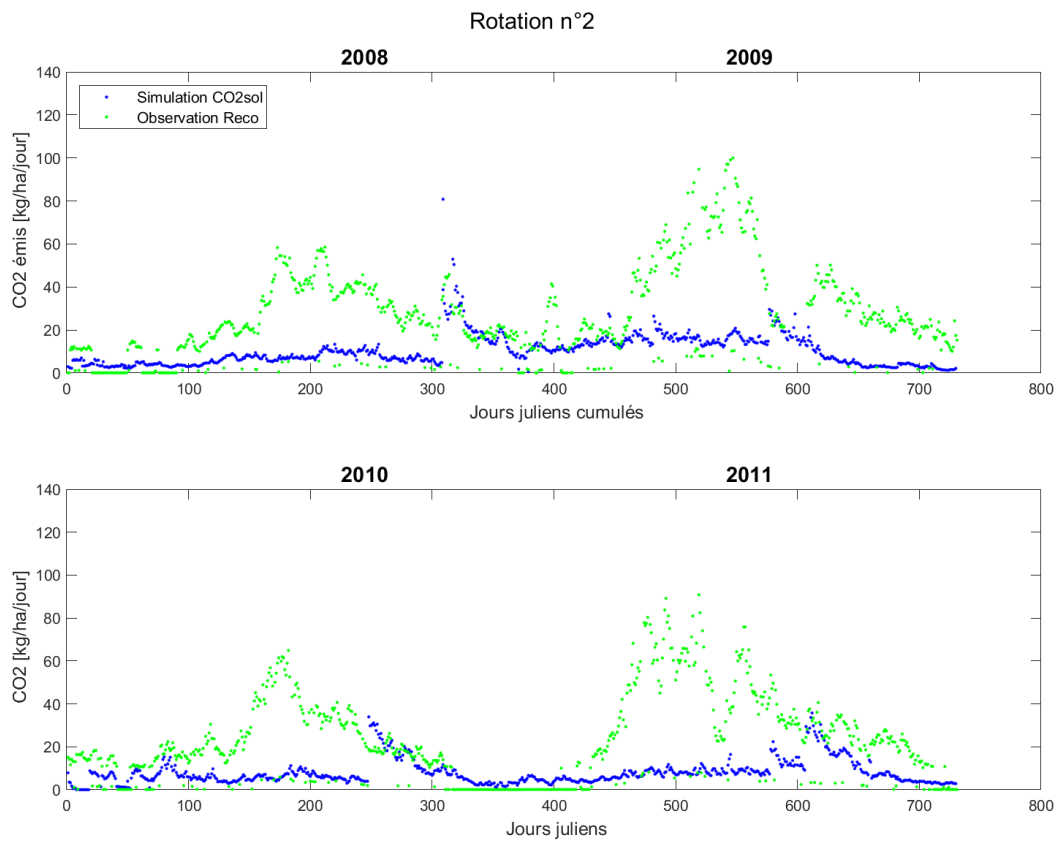 Rotation n°2
2008 2009
140
120
100
80
60
40
20
0
Simulation CO2sol
Observation Reco
CO2 émis [kg/ha/jour]
0 100 200 300 400 500 600 700 800
Jours juliens cumulés
2010 2011
140
120
100
80
60
40
20
0
CO2 [kg/ha/jour]
0 100 200 300 400 500 600 700 800
Jours juliens